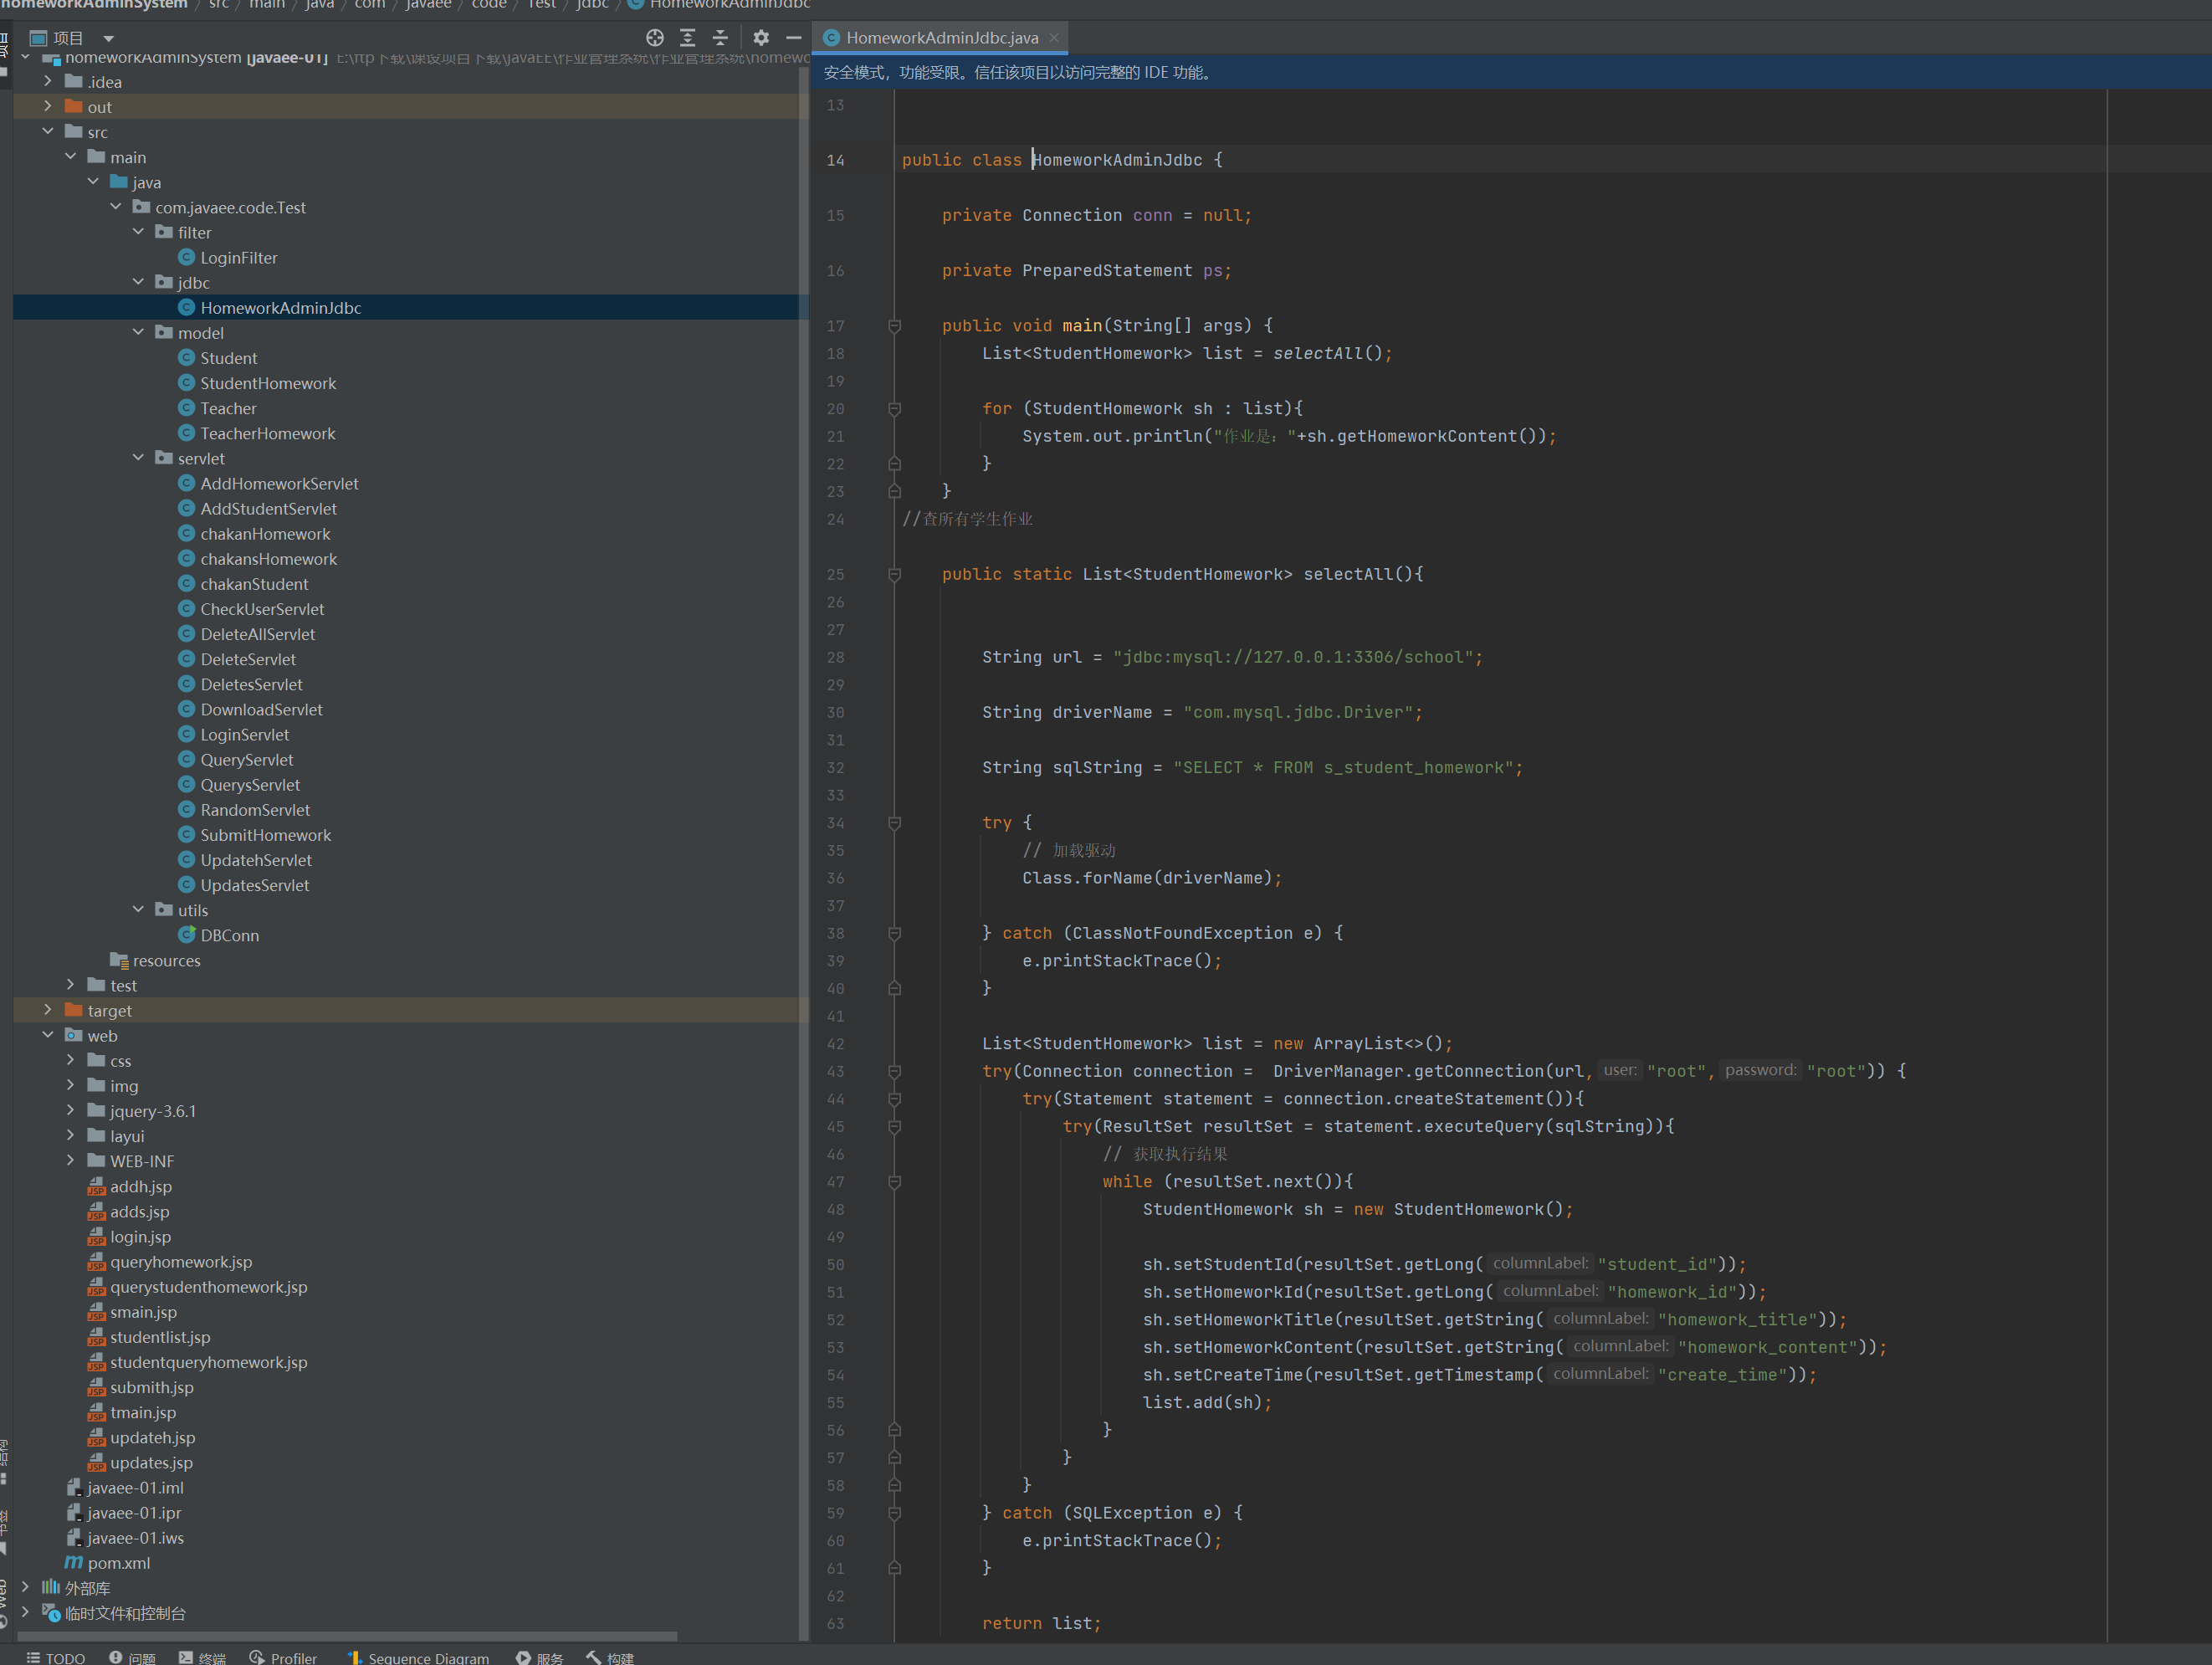 homeworkAdminSystem / src / main / java / com / javaee / code / Test / jdbc / HomeworkAdminJdbc
项目
HomeworkAdminJdbc.java
homeworkAdminSystem [javaee-01] E:\ftp下载\课设项目下载\javaEE\作业管理系统\作业管理系统\homewo
安全模式，功能受限。信任该项目以访问完整的 IDE 功能。
.idea
out
src
main
java
com.javaee.code.Test
filter
LoginFilter
jdbc
HomeworkAdminJdbc
model
Student
StudentHomework
Teacher
TeacherHomework
servlet
AddHomeworkServlet
AddStudentServlet
chakanHomework
chakansHomework
chakanStudent
CheckUserServlet
DeleteAllServlet
DeleteServlet
DeletesServlet
DownloadServlet
LoginServlet
QueryServlet
QuerysServlet
RandomServlet
SubmitHomework
UpdatehServlet
UpdatesServlet
utils
DBConn
resources
test
target
web
css
img
jquery-3.6.1
layui
WEB-INF
addh.jsp
adds.jsp
login.jsp
queryhomework.jsp
querystudenthomework.jsp
smain.jsp
studentlist.jsp
studentqueryhomework.jsp
submith.jsp
tmain.jsp
updateh.jsp
updates.jsp
javaee-01.iml
javaee-01.ipr
javaee-01.iws
pom.xml
外部库
临时文件和控制台
13
14 public class HomeworkAdminJdbc {
15 private Connection conn = null;
16 private PreparedStatement ps;
17 public void main(String[] args) {
18 List<StudentHomework> list = selectAll();
19
20 for (StudentHomework sh : list){
21 System.out.println("作业是："+sh.getHomeworkContent());
22 }
23 }
24 //查所有学生作业
25 public static List<StudentHomework> selectAll(){
26
27
28 String url = "jdbc:mysql://127.0.0.1:3306/school";
29
30 String driverName = "com.mysql.jdbc.Driver";
31
32 String sqlString = "SELECT * FROM s_student_homework";
33
34 try {
35 // 加载驱动
36 Class.forName(driverName);
37
38 } catch (ClassNotFoundException e) {
39 e.printStackTrace();
40 }
41
42 List<StudentHomework> list = new ArrayList<>();
43 try(Connection connection =  DriverManager.getConnection(url, user: "root", password: "root")) {
44 try(Statement statement = connection.createStatement()){
45 try(ResultSet resultSet = statement.executeQuery(sqlString)){
46 // 获取执行结果
47 while (resultSet.next()){
48 StudentHomework sh = new StudentHomework();
49
50 sh.setStudentId(resultSet.getLong( columnLabel: "student_id"));
51 sh.setHomeworkId(resultSet.getLong( columnLabel: "homework_id"));
52 sh.setHomeworkTitle(resultSet.getString( columnLabel: "homework_title"));
53 sh.setHomeworkContent(resultSet.getString( columnLabel: "homework_content"));
54 sh.setCreateTime(resultSet.getTimestamp( columnLabel: "create_time"));
55 list.add(sh);
56 }
57 }
58 }
59 } catch (SQLException e) {
60 e.printStackTrace();
61 }
62
63 return list;
TODO 问题 终端 Profiler Sequence Diagram 服务 构建